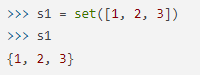 >>> s1 = set([1, 2, 3])
>>> s1
{1, 2, 3}